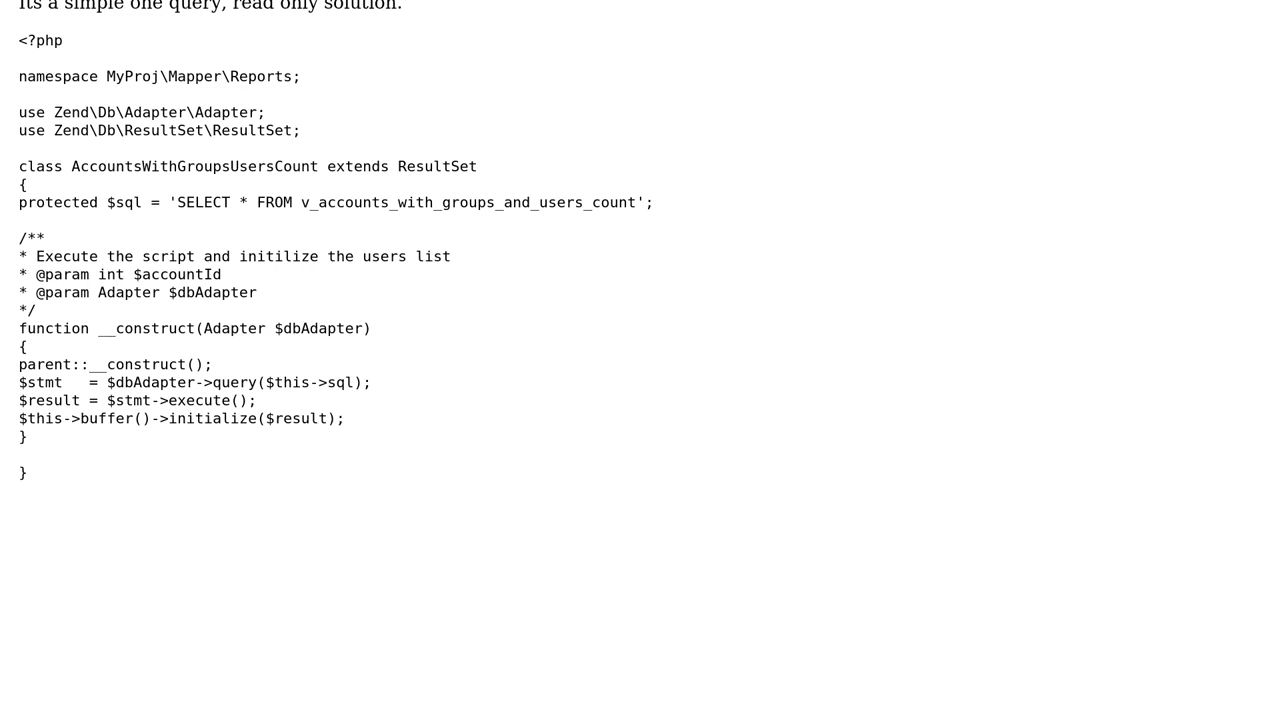 its a simple one query, read only solution.
<?php
namespace MyProj\Mapper\Reports;
use Zend\Db\Adapter\Adapter;
use Zend\Db\ResultSet\ResultSet;
class AccountsWithGroupsUsersCount extends ResultSet
{
protected $sql = 'SELECT * FROM v_accounts_with_groups_and_users_count';
/**
* Execute the script and initilize the users list
* @param int $accountId
* @param Adapter $dbAdapter
*/
function __construct(Adapter $dbAdapter)
{
parent::__construct();
$stmt   = $dbAdapter->query($this->sql);
$result = $stmt->execute();
$this->buffer()->initialize($result);
}
}